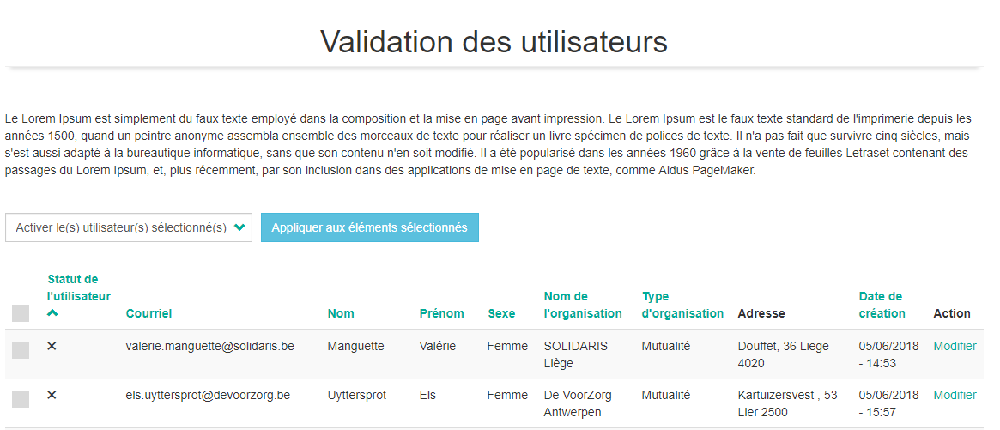 Validation des utilisateurs
Le Lorem Ipsum est simplement du faux texte employé dans la composition et la mise en page avant impression. Le Lorem Ipsum est le faux texte standard de l'imprimerie depuis les
années 1500, quand un peintre anonyme assembla ensemble des morceaux de texte pour réaliser un livre spécimen de polices de texte. Il n'a pas fait que survivre cinq siècles, mais
s'est aussi adapté à la bureautique informatique, sans que son contenu n'en soit modifié. Il a été popularisé dans les années 1960 grâce à la vente de feuilles Letraset contenant des
passages du Lorem Ipsum, et, plus récemment, par son inclusion dans des applications de mise en page de texte, comme Aldus PageMaker.
Activer le(s) utilisateur(s) sélectionné(s) Appliquer aux éléments sélectionnés
Statut de
l'utilisateur Nom de Type Date de
Courriel Nom Prénom Sexe l'organisation d'organisation Adresse création Action
valerie.manguette@solidaris.be Manguette Valérie Femme SOLIDARIS Mutualité Douffet, 36 Liege 05/06/2018 Modifier
Liège 4020 - 14:53
els.uyttersprot@devoorzorg.be Uyttersprot Els Femme De VoorZorg Mutualité Kartuizersvest , 53 05/06/2018 Modifier
Antwerpen Lier 2500 - 15:57